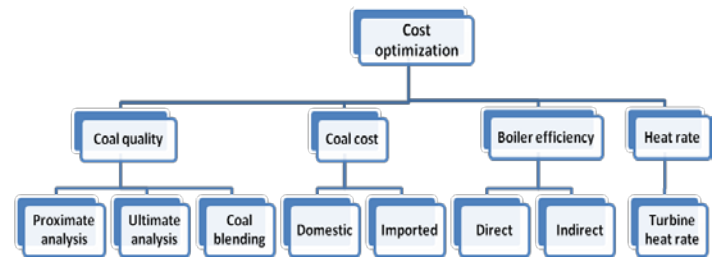 Cost
optimization
Coal quality
Coal cost
Boiler efficiency
Heat rate
Proximate
analysis
Ultimate
analysis
Coal
blending
Domestic
Imported
Direct
Indirect
Turbine
heat rate